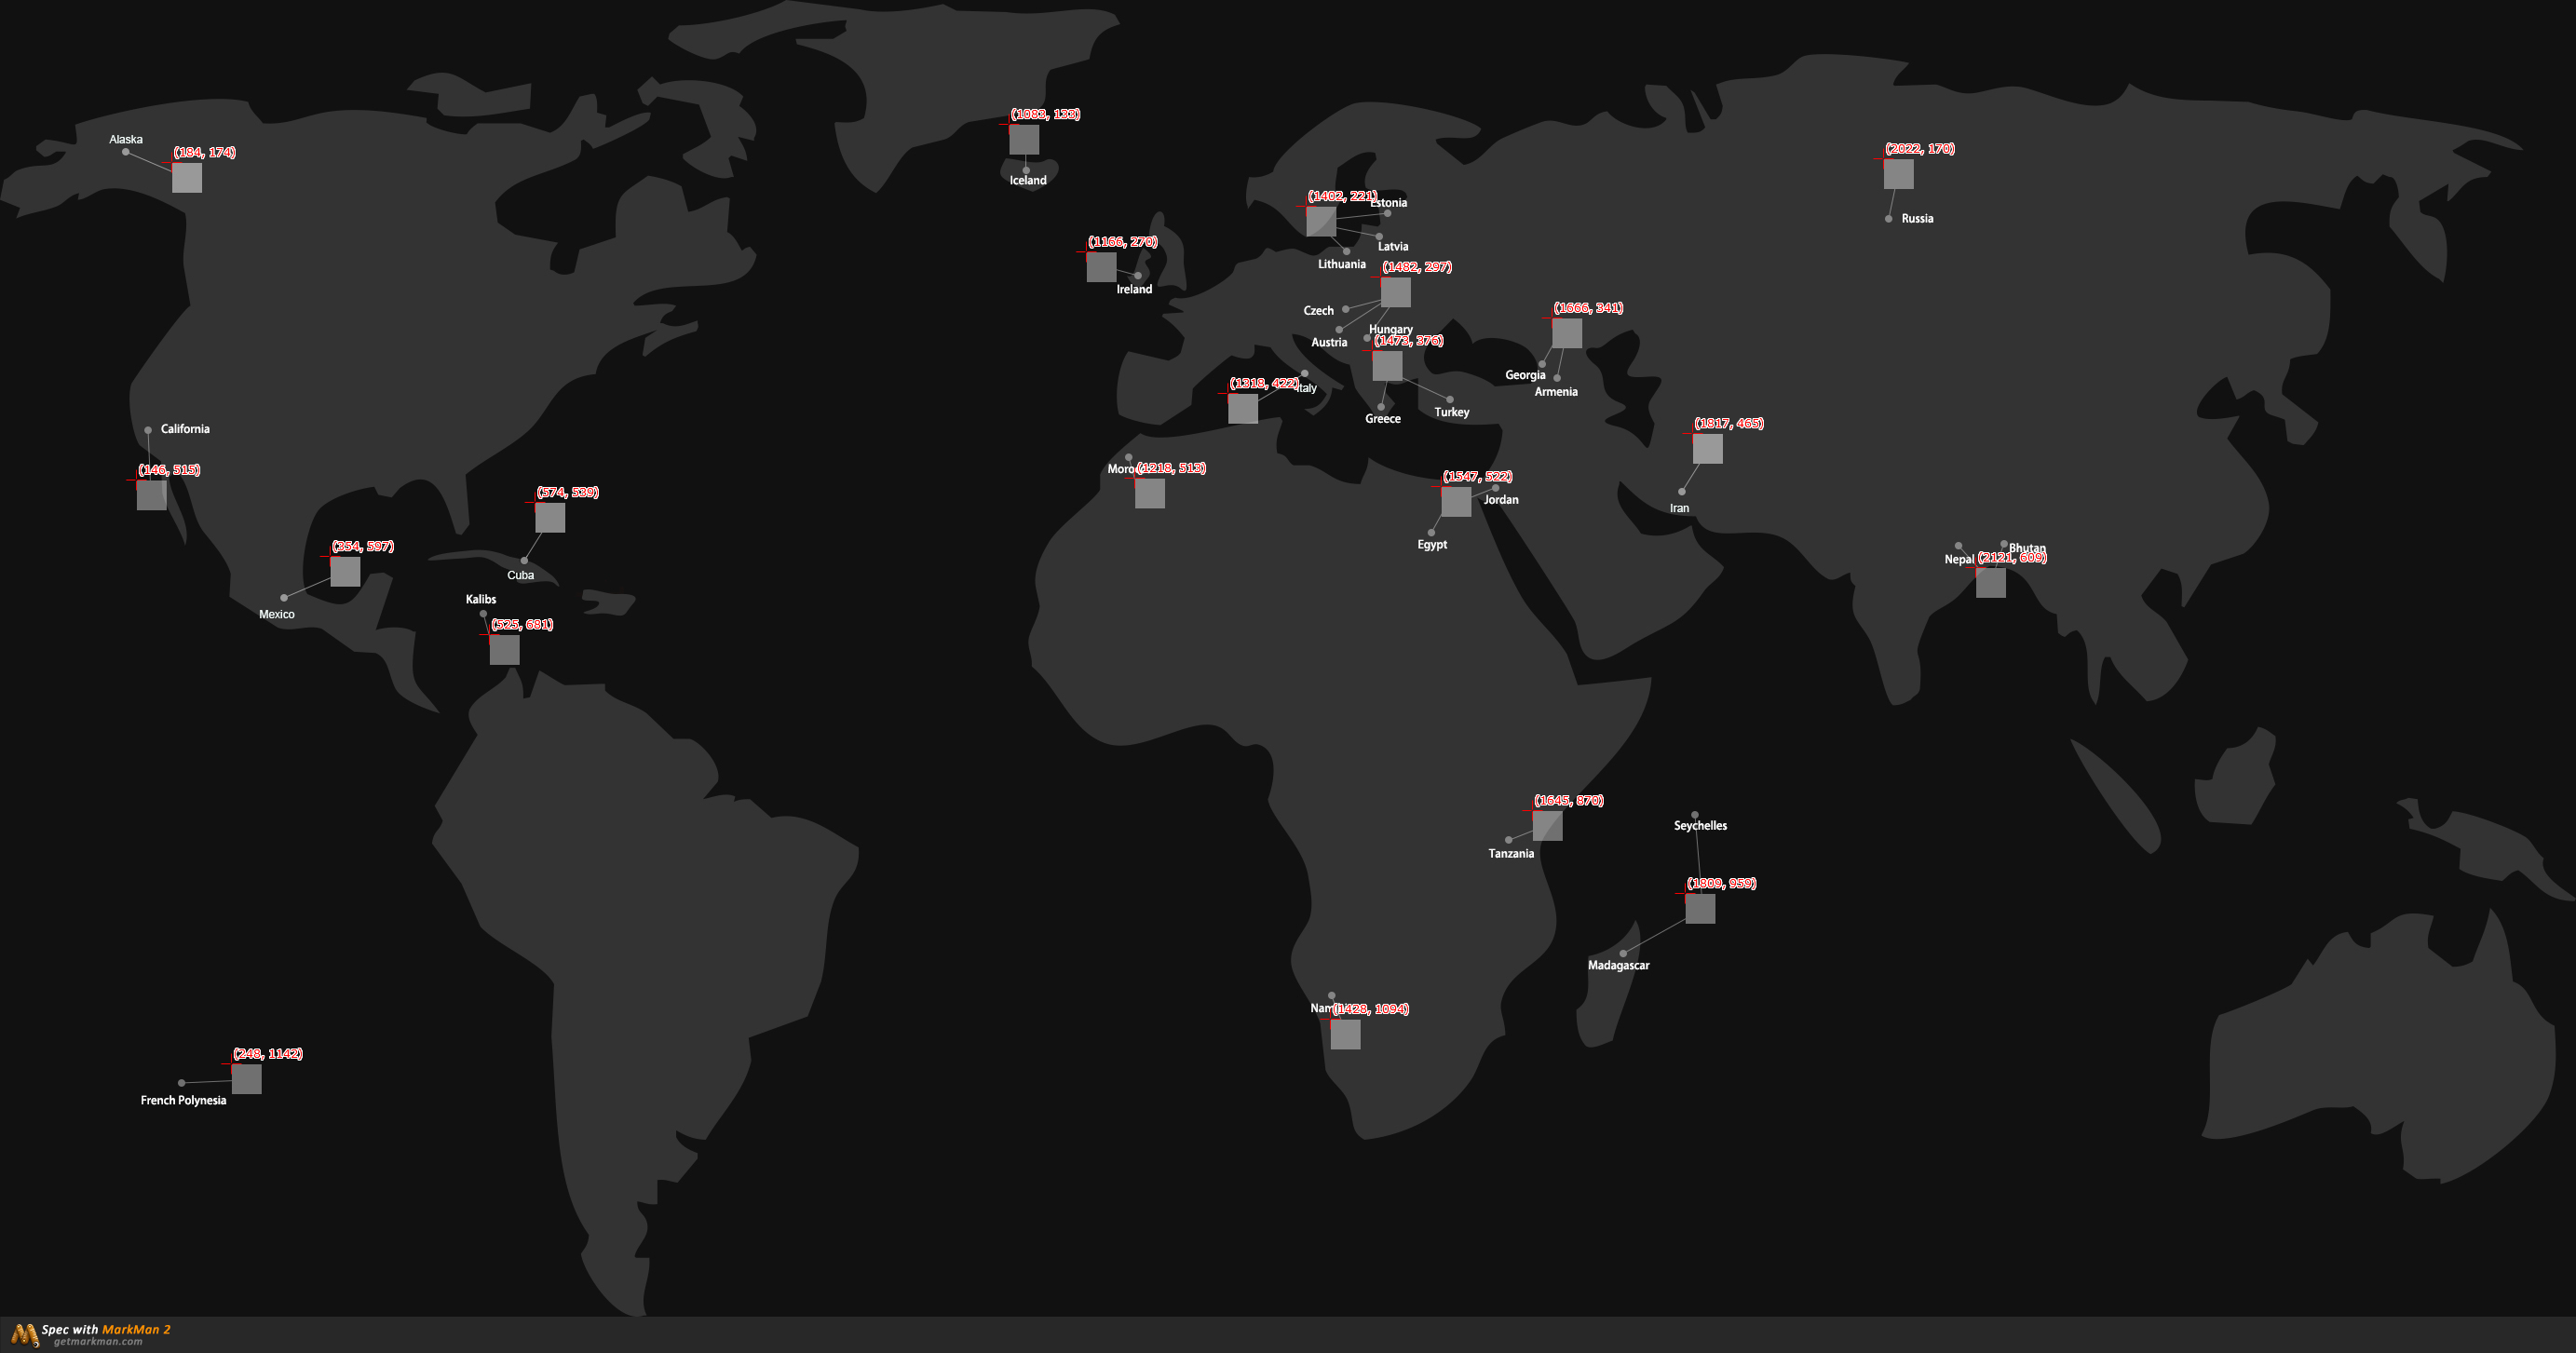 (1083, 133)
Alaska
(184, 174)
(2022, 170)
Iceland
(1402, 221)
Estonia
Russia
(1166, 270)
Latvia
Lithuania
(1482, 297)
Ireland
Czech
(1666, 341)
Hungary
Austria
(1473, 376)
Georgia
(1318, 422)
Italy
Armenia
Turkey
Greece
California
(1817, 465)
(146, 515)
(1218, 513)
(1547, 522)
Jordan
(574, 539)
Iran
Egypt
(354, 597)
Bhutan
Nepal
(2121, 609)
Cuba
Kalibs
Mexico
(525, 681)
(1645, 870)
Seychelles
Tanzania
(1809, 959)
Madagascar
(1428, 1094)
(248, 1142)
French Polynesia
Spec with MarkMan 2
getmarkman.com